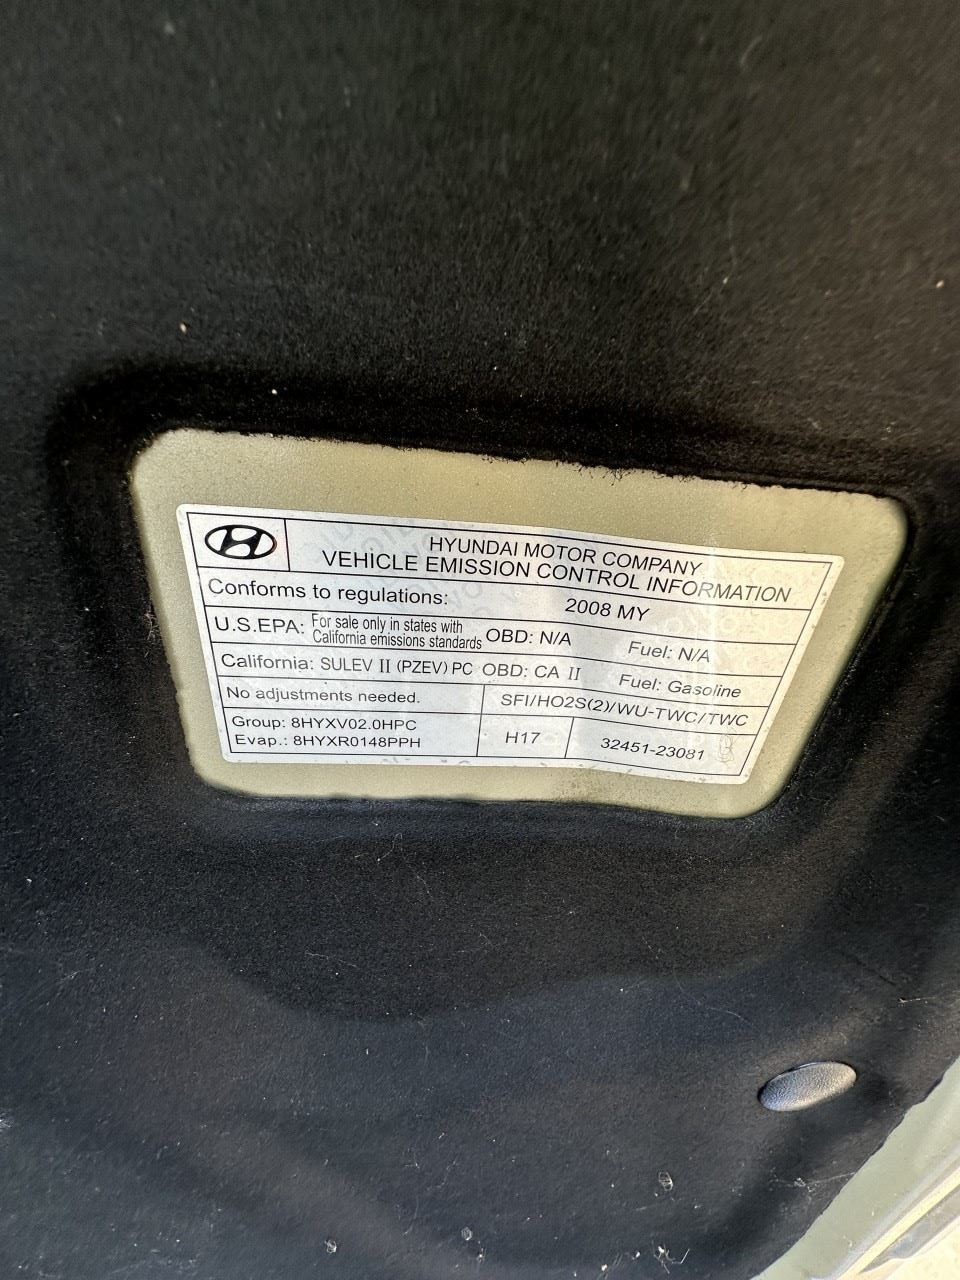 HYUNDAI MOTOR COMPANY
VEHICLE EMISSION CONTROL INFORMATION
Conforms to regulations: 2008 MY
U.S.EPA: For sale only in states with California emissions standards OBD: N/A Fuel: N/A
California: SULEV II (PZEV) PC OBD: CA II Fuel: Gasoline
No adjustments needed. SFI/HO2S(2)/WU-TWC/TWC
Group: 8HYXV02.0HPC
Evap.: 8HYXR0148PPH
H17
32451-23081